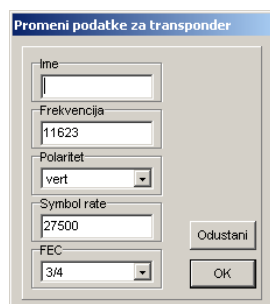 Promeni podatke za transponder
Ime
Frekvencija
11623
Polaritet
vert
Symbol rate
27500
FEC
3/4
Odustani
OK